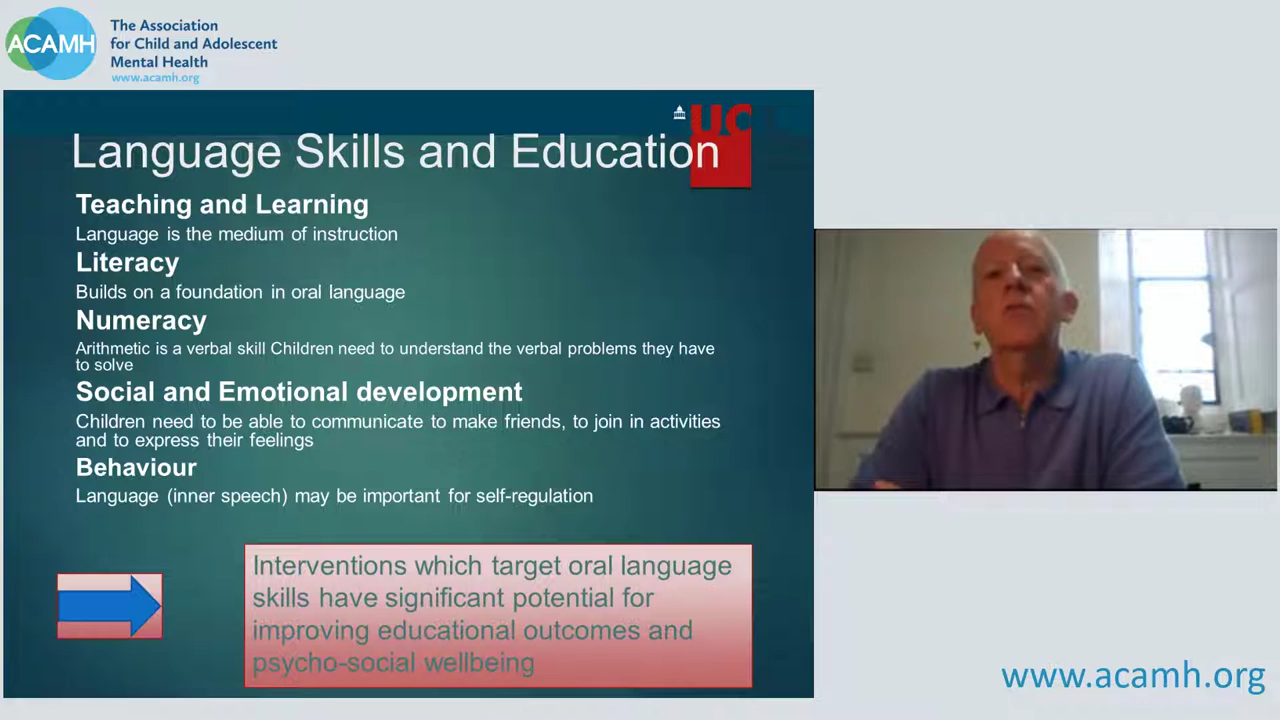 ACAMH
The Association
for Child and Adolescent
Mental Health
www.acamh.org
UC
Language Skills and Education
Teaching and Learning
Language is the medium of instruction
Literacy
Builds on a foundation in oral language
Numeracy
Arithmetic is a verbal skill Children need to understand the verbal problems they have
to solve
Social and Emotional development
Children need to be able to communicate to make friends, to join in activities
and to express their feelings
Behaviour
Language (inner speech) may be important for self-regulation
Interventions which target oral language
skills have significant potential for
improving educational outcomes and
psycho-social wellbeing
www.acamh.org